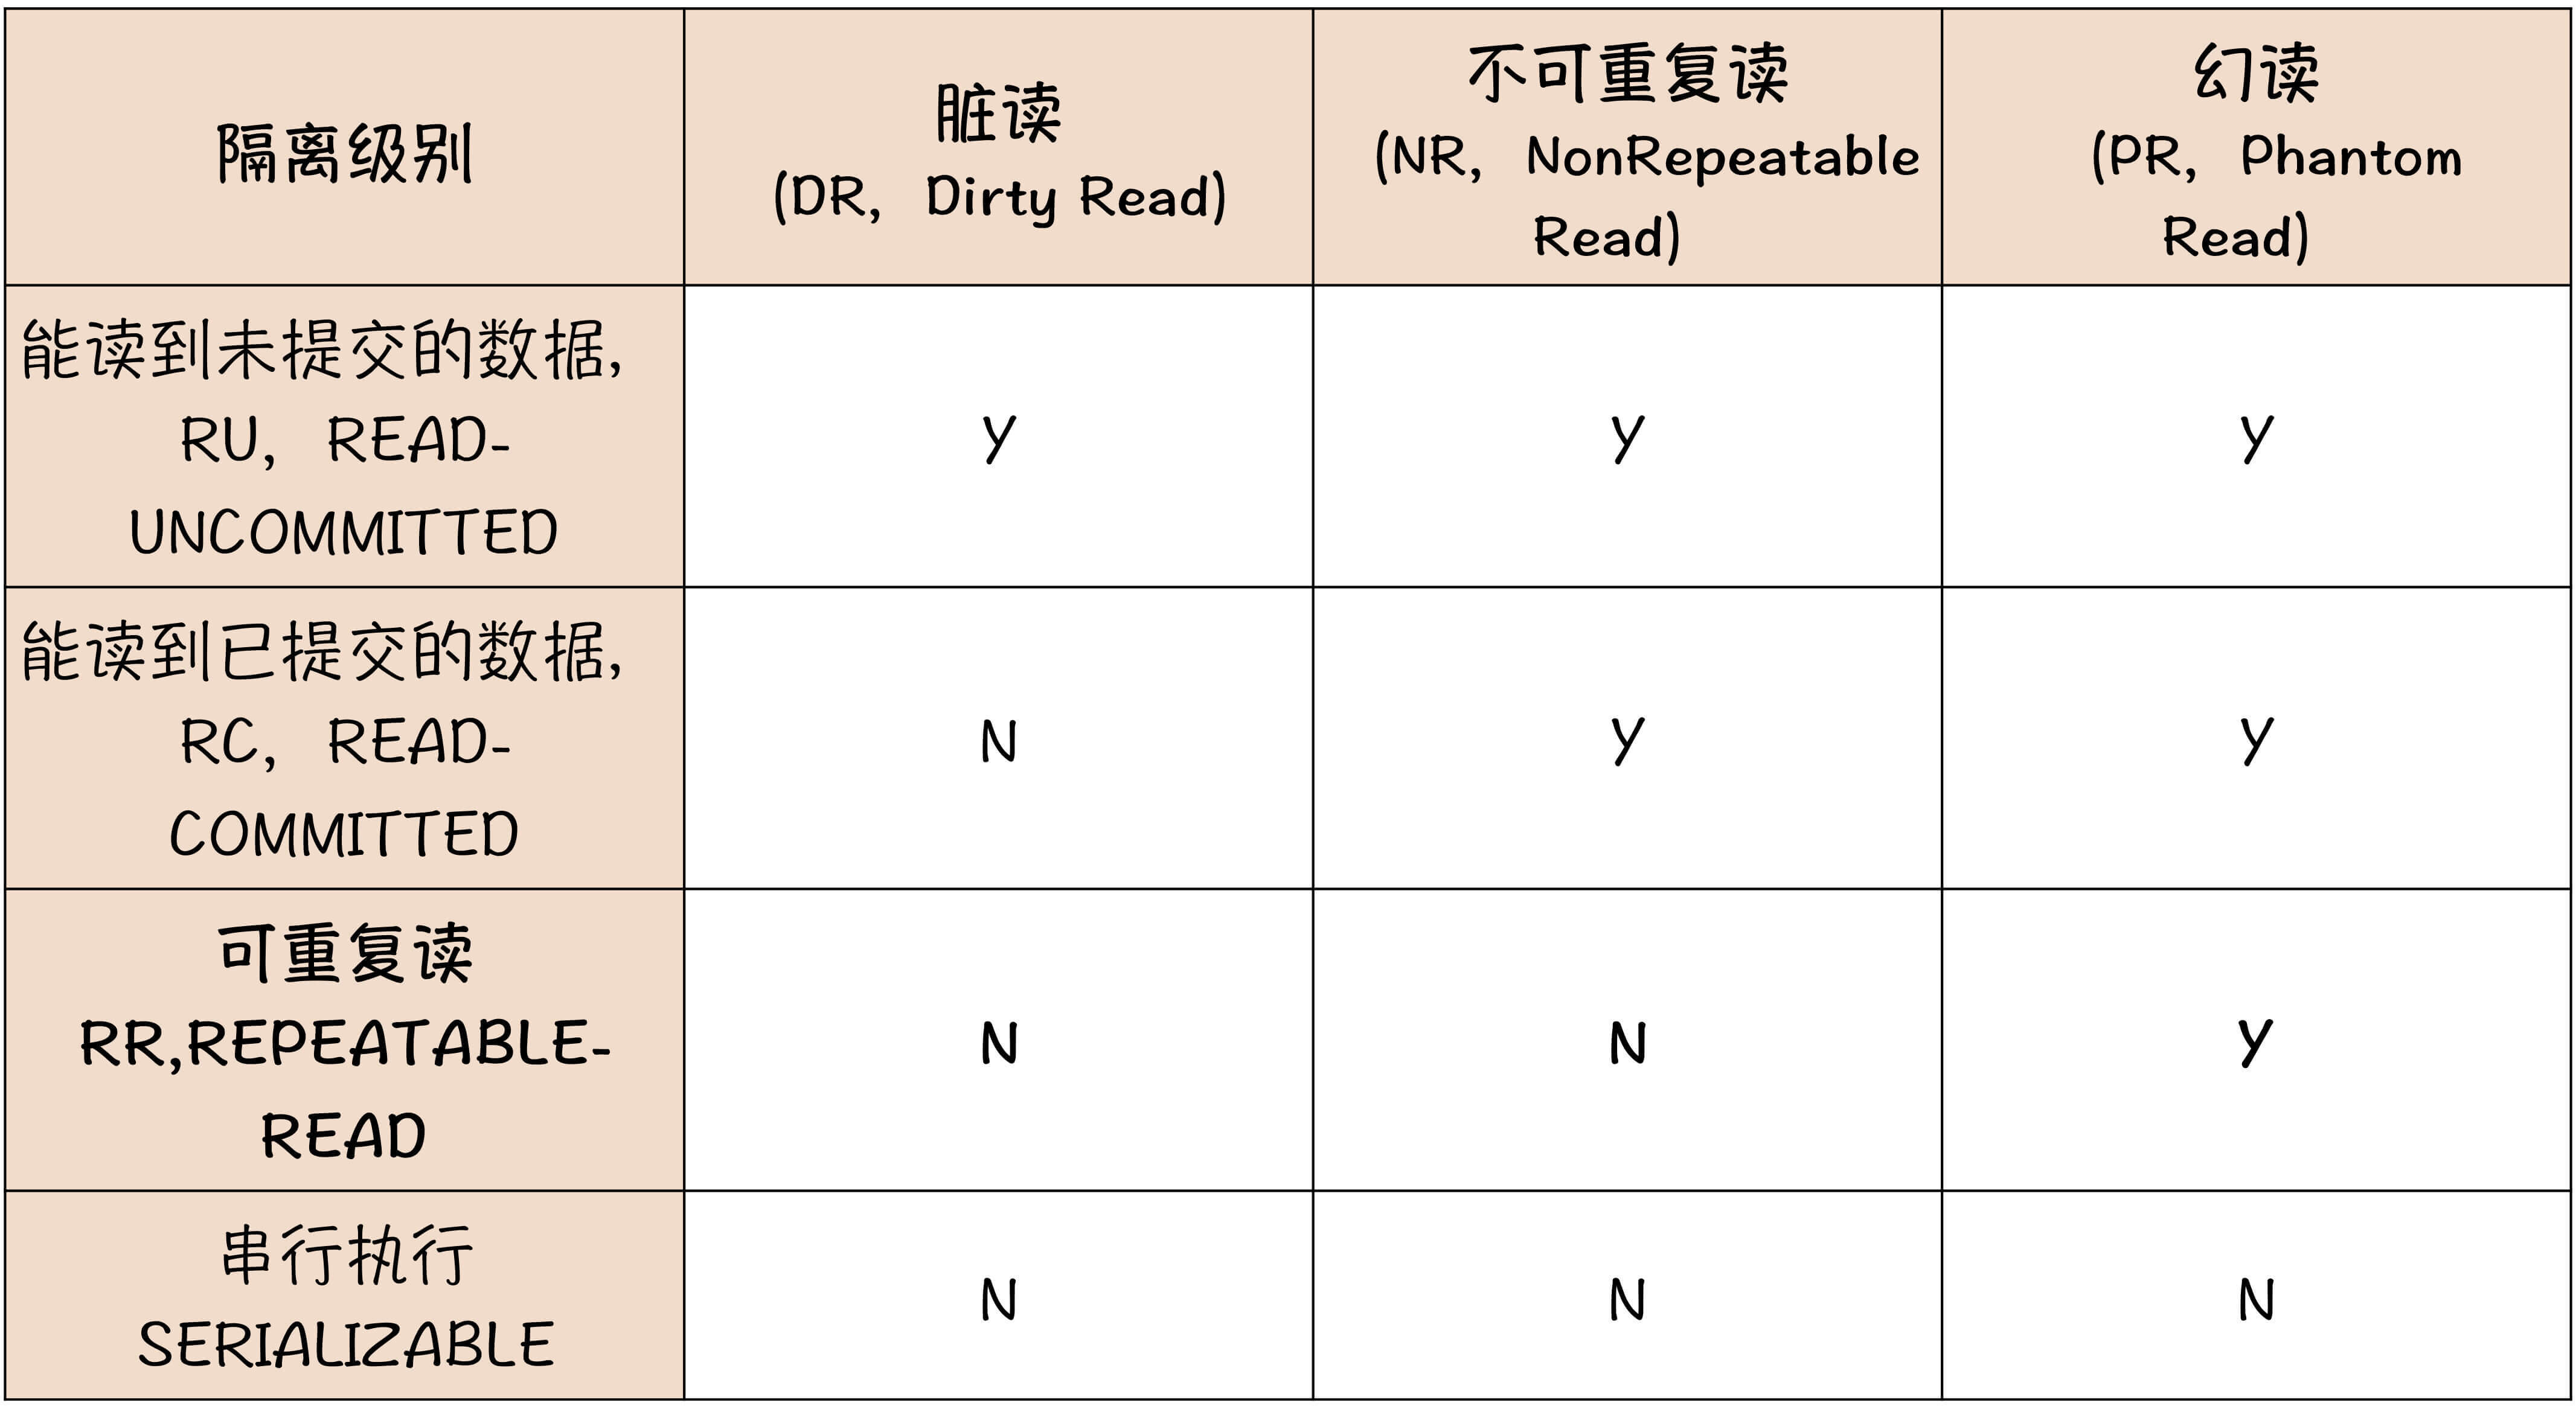 隔离级别
脏读
(DR, Dirty Read)
不可重复读
(NR, NonRepeatable
Read)
幻读
(PR, Phantom
Read)
能读到未提交的数据,
RU, READ-
UNCOMMITTED
Y
Y
Y
能读到已提交的数据,
RC, READ-
COMMITTED
N
Y
Y
可重复读
RR,REPEATABLE-
READ
N
N
Y
串行执行
SERIALIZABLE
N
N
N